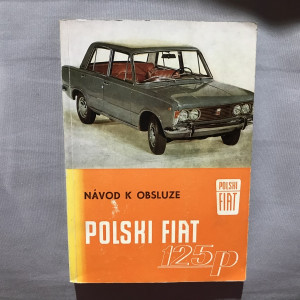 NÁVOD K OBSLUZE
POLSKI
FIAT
POLSKI FIAT
125p